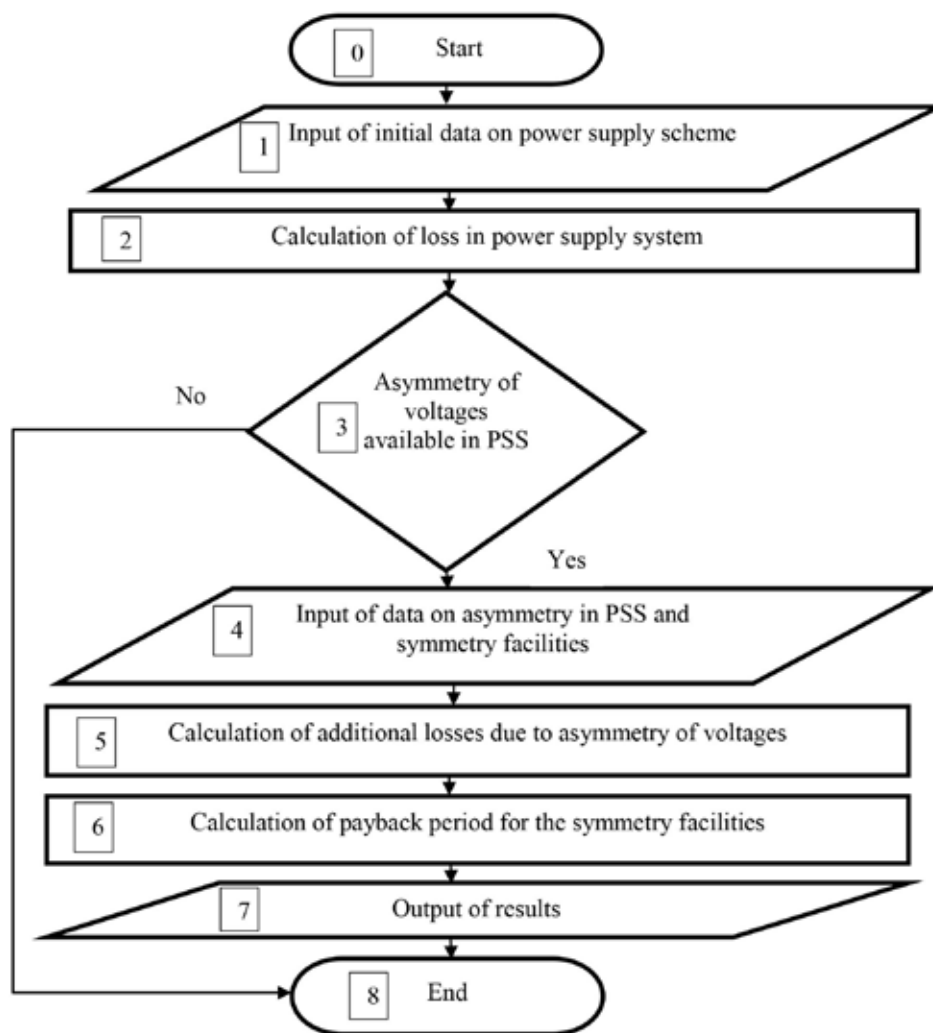 0
Start
Input of initial data on power supply scheme
1
2
Calculation of loss in power supply system
No
Asymmetry of
voltages
3
available in PSS
Yes
Input of data on asymmetry in PSS and
4
symmetry facilities
5
Calculation of additional losses due to asymmetry of voltages
6
Calculation of payback period for the symmetry facilities
7
Output of results
8
End